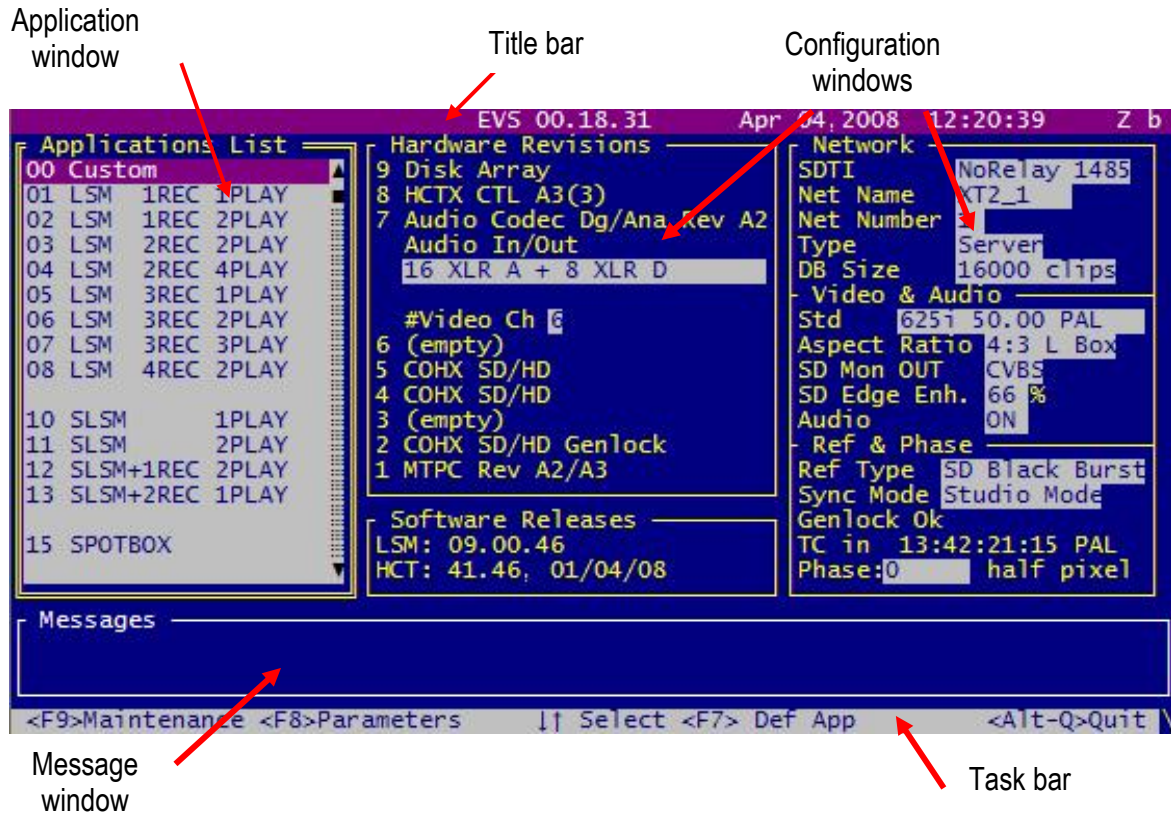 Application
window
Title bar
Configuration
windows
EVS 00.18.31 Apr 04,2008 12:20:39 Z b
Applications List
00 Custom
01 LSM 1REC 1PLAY
02 LSM 1REC 2PLAY
03 LSM 2REC 2PLAY
04 LSM 2REC 4PLAY
05 LSM 3REC 1PLAY
06 LSM 3REC 2PLAY
07 LSM 3REC 3PLAY
08 LSM 4REC 2PLAY
10 SLSM 1PLAY
11 SLSM 2PLAY
12 SLSM+1REC 2PLAY
13 SLSM+2REC 1PLAY
15 SPOTBOX
Hardware Revisions
9 Disk Array
8 HCTX CTL A3(3)
7 Audio Codec Dg/Ana Rev A2
Audio In/Out
16 XLR A + 8 XLR D
#Video Ch 6
6 (empty)
5 COHX SD/HD
4 COHX SD/HD
3 (empty)
2 COHX SD/HD Genlock
1 MTPC Rev A2/A3
Software Releases
LSM: 09.00.46
HCT: 41.46, 01/04/08
Network
SDTI NoRelay 1485
Net Name XT2_1
Net Number
Type Server
DB Size 16000 clips
Video & Audio
Std 625i 50.00 PAL
Aspect Ratio 4:3 L Box
SD Mon OUT CVBS
SD Edge Enh. 66 %
Audio ON
Ref & Phase
Ref Type SD Black Burst
Sync Mode Studio Mode
Genlock Ok
TC in 13:42:21:15 PAL
Phase:0 half pixel
Messages
<F9>Maintenance <F8>Parameters ↓↑ Select <F7> Def App <Alt-Q>Quit \
Message
window
Task bar